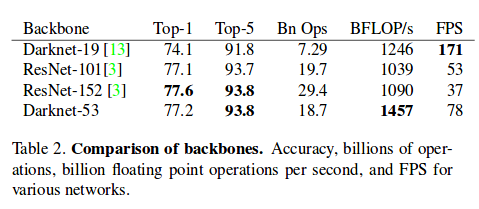 Backbone Top-1 Top-5 Bn Ops BFLOP/s FPS
Darknet-19 [13] 74.1 91.8 7.29 1246 171
ResNet-101[3] 77.1 93.7 19.7 1039 53
ResNet-152 [3] 77.6 93.8 29.4 1090 37
Darknet-53 77.2 93.8 18.7 1457 78
Table 2. Comparison of backbones. Accuracy, billions of oper-
ations, billion floating point operations per second, and FPS for
various networks.